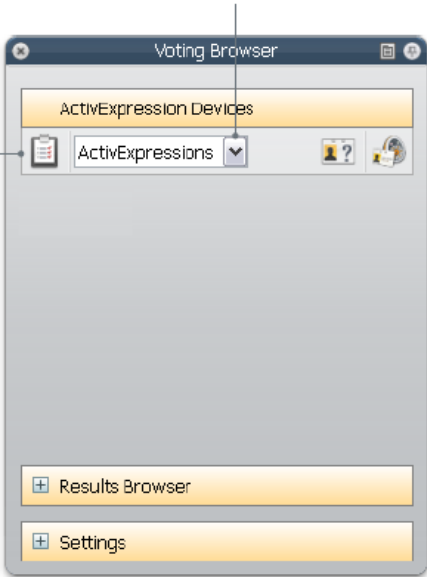 Voting Browser
ActivExpression Devices
ActivExpressions
?
Results Browser
Settings